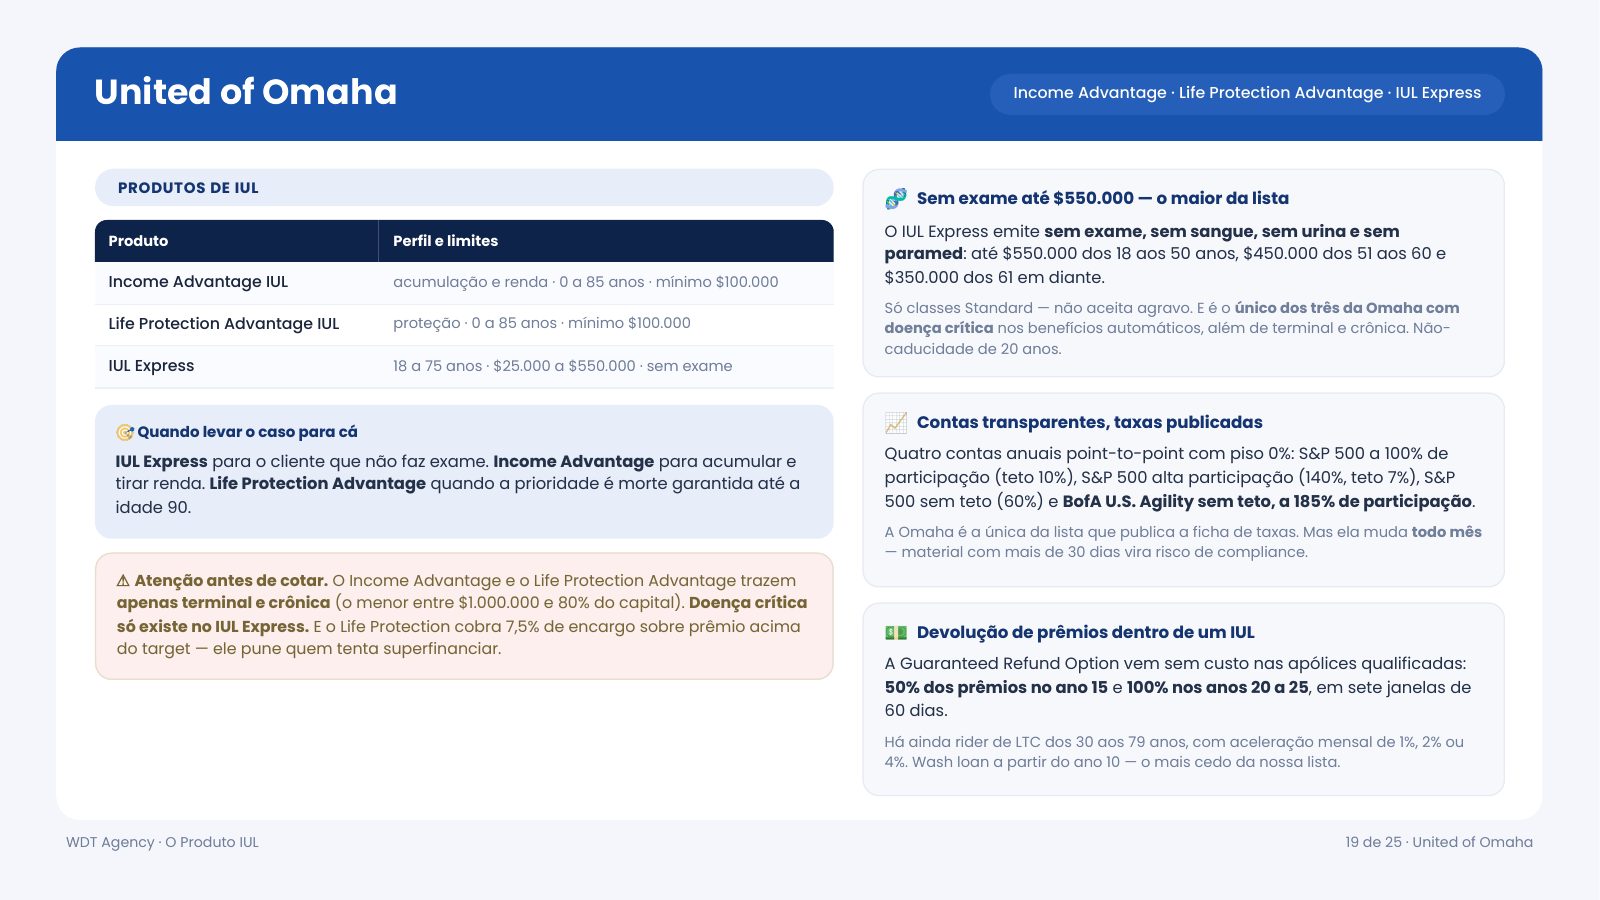 United of Omaha
Income Advantage · Life Protection Advantage · IUL Express
PRODUTOS DE IUL
Produto Perfil e limites
Income Advantage IUL acumulação e renda · 0 a 85 anos · mínimo $100.000
Life Protection Advantage IUL proteção · 0 a 85 anos · mínimo $100.000
IUL Express 18 a 75 anos · $25.000 a $550.000 · sem exame
🎯 Quando levar o caso para cá
IUL Express para o cliente que não faz exame. Income Advantage para acumular e
tirar renda. Life Protection Advantage quando a prioridade é morte garantida até a
idade 90.
⚠ Atenção antes de cotar. O Income Advantage e o Life Protection Advantage trazem
apenas terminal e crônica (o menor entre $1.000.000 e 80% do capital). Doença crítica
só existe no IUL Express. E o Life Protection cobra 7,5% de encargo sobre prêmio acima
do target — ele pune quem tenta superfinanciar.
🧬 Sem exame até $550.000 — o maior da lista
O IUL Express emite sem exame, sem sangue, sem urina e sem
paramed: até $550.000 dos 18 aos 50 anos, $450.000 dos 51 aos 60 e
$350.000 dos 61 em diante.
Só classes Standard — não aceita agravo. E é o único dos três da Omaha com
doença crítica nos benefícios automáticos, além de terminal e crônica. Não-
caducidade de 20 anos.
📈 Contas transparentes, taxas publicadas
Quatro contas anuais point-to-point com piso 0%: S&P 500 a 100% de
participação (teto 10%), S&P 500 alta participação (140%, teto 7%), S&P
500 sem teto (60%) e BofA U.S. Agility sem teto, a 185% de participação.
A Omaha é a única da lista que publica a ficha de taxas. Mas ela muda todo mês
— material com mais de 30 dias vira risco de compliance.
💵 Devolução de prêmios dentro de um IUL
A Guaranteed Refund Option vem sem custo nas apólices qualificadas:
50% dos prêmios no ano 15 e 100% nos anos 20 a 25, em sete janelas de
60 dias.
Há ainda rider de LTC dos 30 aos 79 anos, com aceleração mensal de 1%, 2% ou
4%. Wash loan a partir do ano 10 — o mais cedo da nossa lista.
WDT Agency · O Produto IUL
19 de 25 · United of Omaha